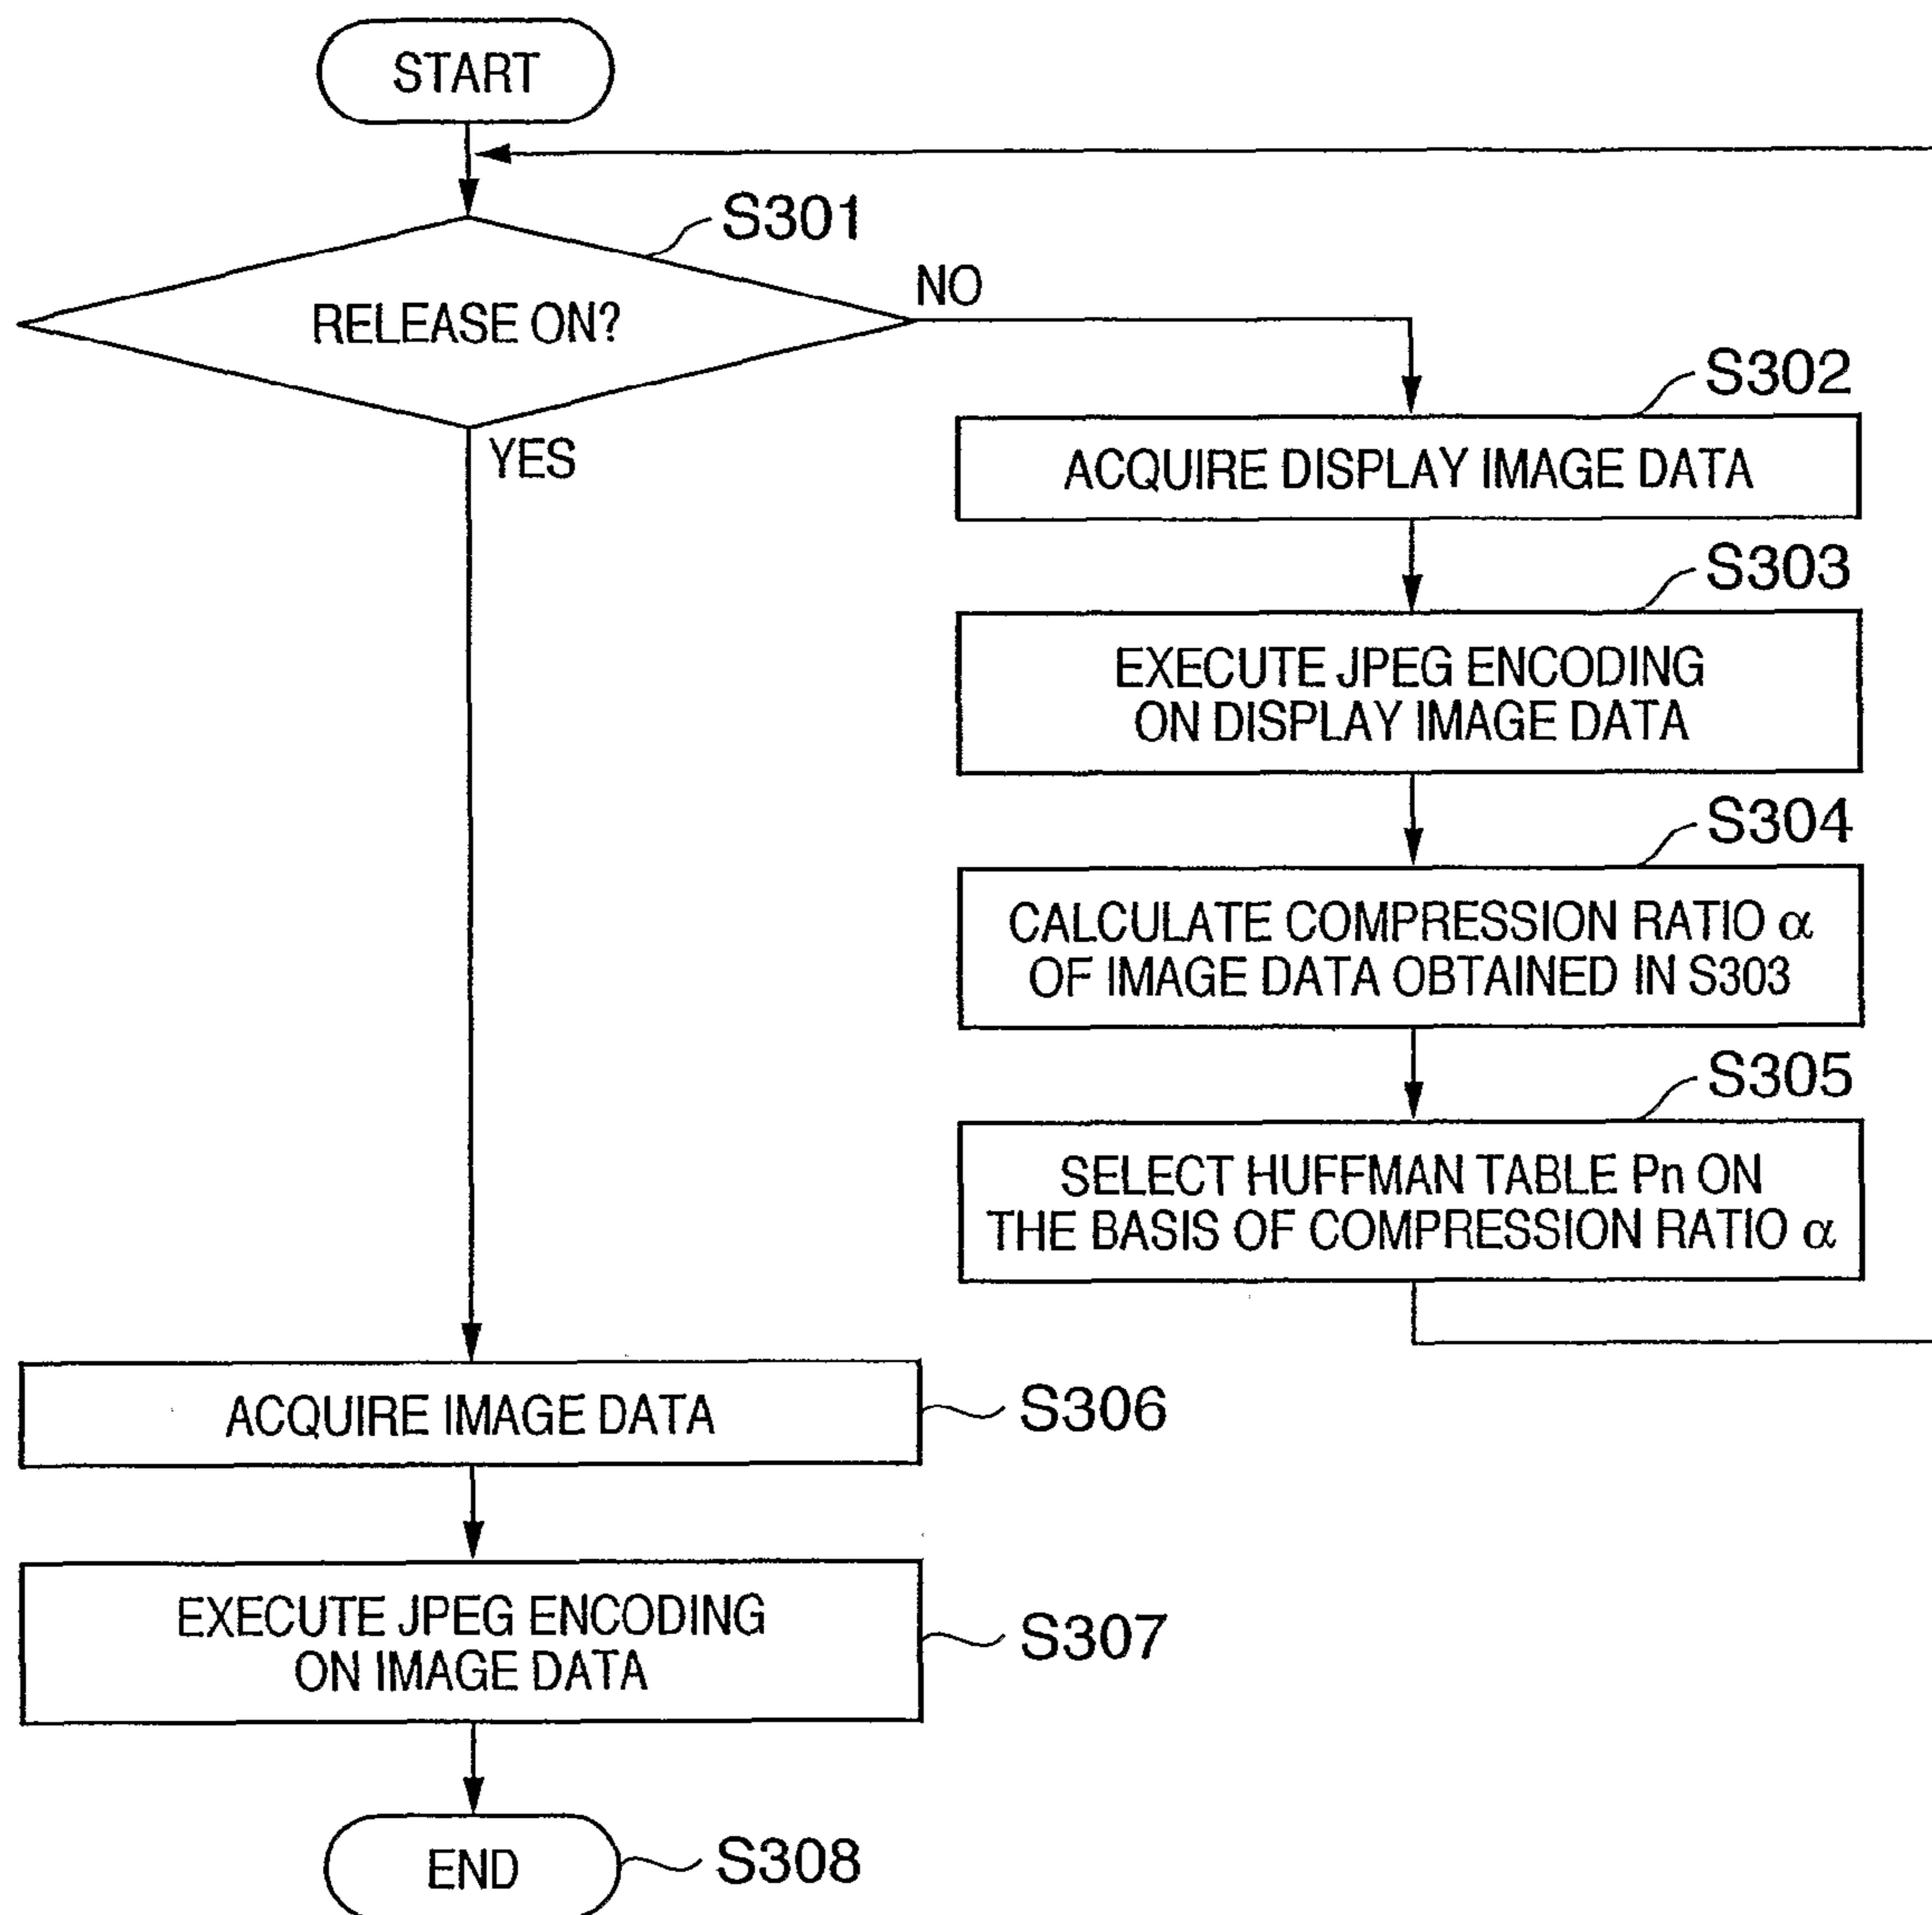 START
S301
RELEASE ON?
NO
YES
S302
ACQUIRE DISPLAY IMAGE DATA
S303
EXECUTE JPEG ENCODING
ON DISPLAY IMAGE DATA
S304
CALCULATE COMPRESSION RATIO α
OF IMAGE DATA OBTAINED IN S303
S305
SELECT HUFFMAN TABLE Pn ON
THE BASIS OF COMPRESSION RATIO α
ACQUIRE IMAGE DATA
S306
EXECUTE JPEG ENCODING
ON IMAGE DATA
S307
END
S308